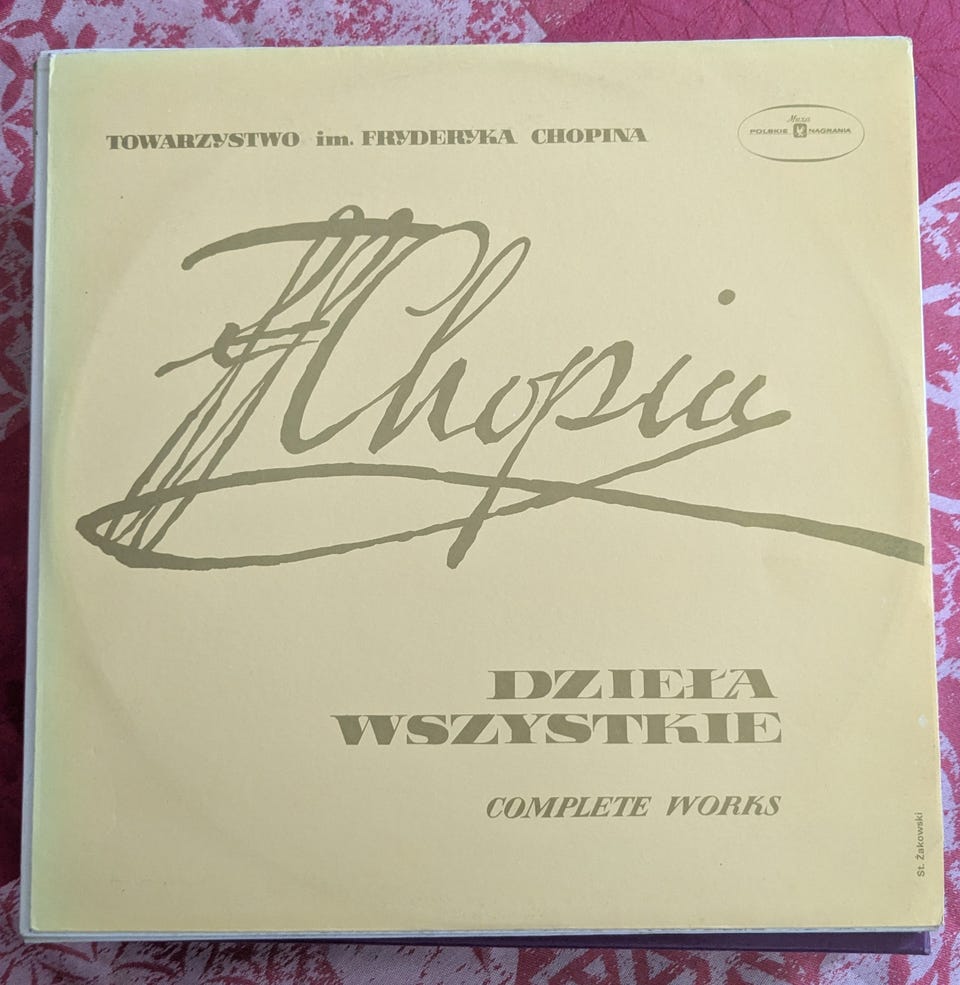 TOWARZYSTWO im. FRYDERYKA CHOPINA
Muza
POLSKIE NAGRANIA
FChopin
DZIEŁA
WSZYSTKIE
COMPLETE WORKS
St. Żakowski